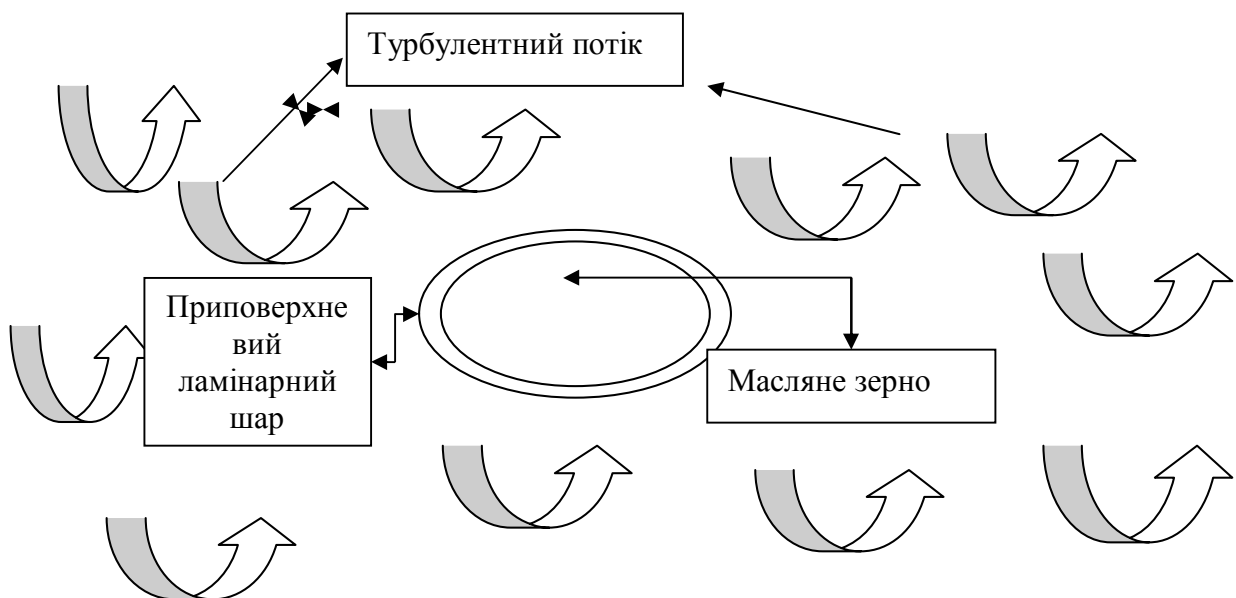 Турбулентний потік
Приповерхне
вий
ламінарний
шар
Масляне зерно